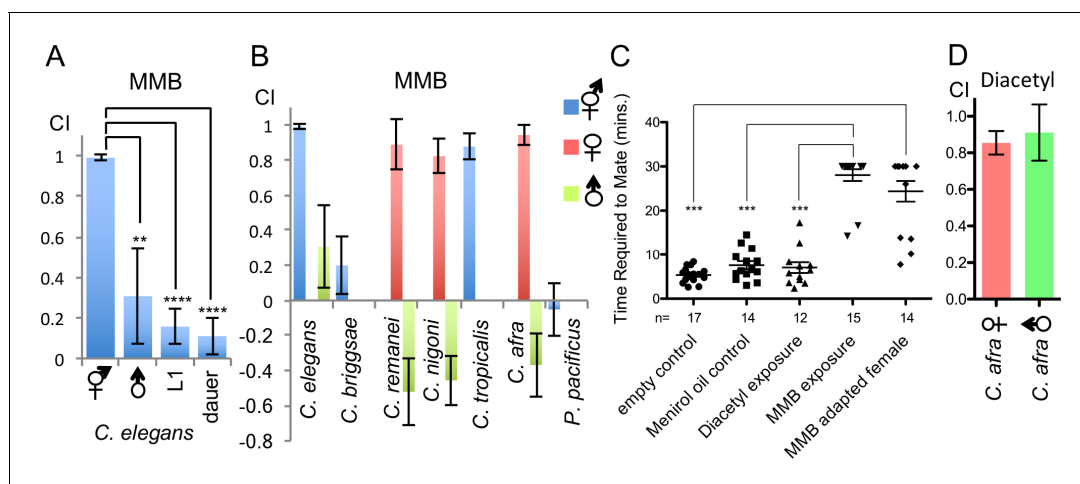 A
MMB
CI
1
0.8
0.6
0.4
0.2
0
**
****
****
L1
dauer
C. elegans
B
MMB
CI
1
0.8
0.6
0.4
0.2
0
-0.2
-0.4
-0.6
-0.8
C. elegans
C. briggsae
C. remanei
C. nigoni
C. tropicalis
C. afra
P. pacificus
C
Time Required to Mate (mins.)
40
30
20
10
0
***
***
***
n= 17 14 12 15 14
empty control
Menirol oil control
Diacetyl exposure
MMB exposure
MMB adapted female
D
Diacetyl
CI
1.0
0.8
0.6
0.4
0.2
0.0
C. afra
C. afra